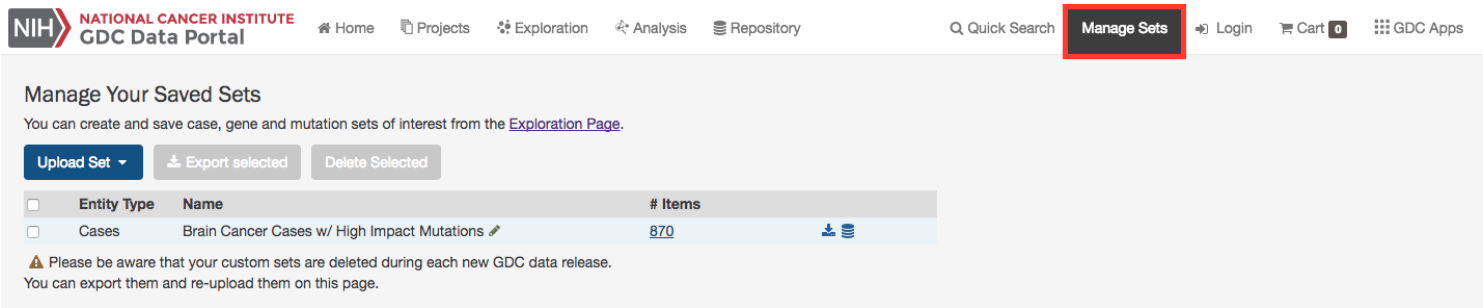 NIH NATIONAL CANCER INSTITUTE
GDC Data Portal
Home Projects Exploration Analysis Repository Quick Search Manage Sets Login Cart 0 GDC Apps
Manage Your Saved Sets
You can create and save case, gene and mutation sets of interest from the Exploration Page.
Upload Set Export selected Delete Selected
Entity Type Name # Items
Cases Brain Cancer Cases w/ High Impact Mutations 870
Please be aware that your custom sets are deleted during each new GDC data release.
You can export them and re-upload them on this page.